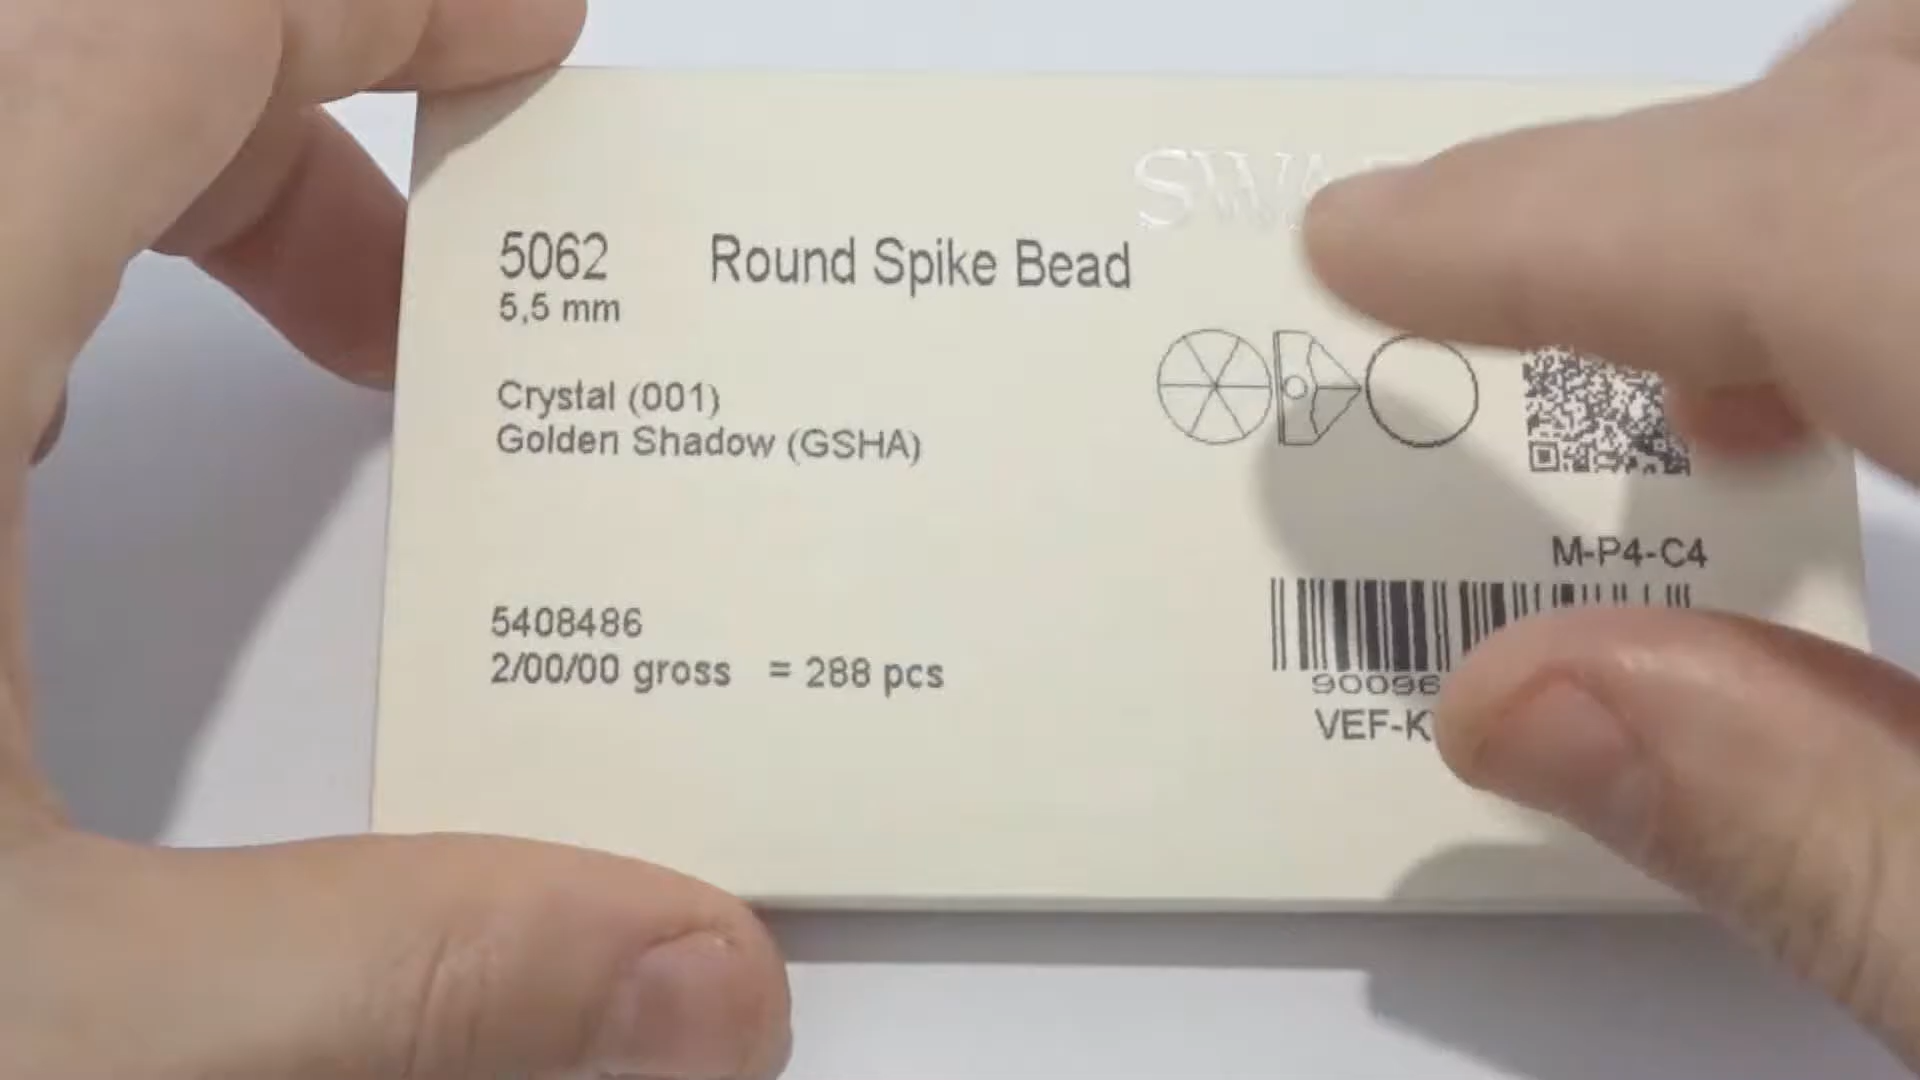 SWA
5062 Round Spike Bead
5,5 mm
Crystal (001)
Golden Shadow (GSHA)
M-P4-C4
5408486
2/00/00 gross = 288 pcs
90096
VEF-K